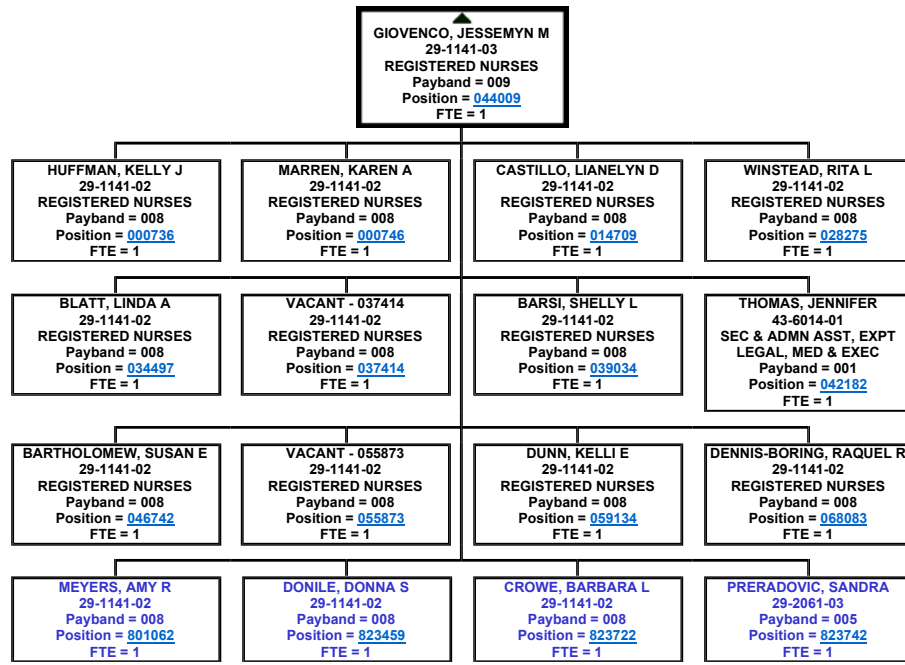 GIOVENCO, JESSEMYN M
29-1141-03
REGISTERED NURSES
Payband = 009
Position = 044009
FTE = 1
HUFFMAN, KELLY J
29-1141-02
REGISTERED NURSES
Payband = 008
Position = 000736
FTE = 1
MARREN, KAREN A
29-1141-02
REGISTERED NURSES
Payband = 008
Position = 000746
FTE = 1
CASTILLO, LIANELYN D
29-1141-02
REGISTERED NURSES
Payband = 008
Position = 014709
FTE = 1
WINSTEAD, RITA L
29-1141-02
REGISTERED NURSES
Payband = 008
Position = 028275
FTE = 1
BLATT, LINDA A
29-1141-02
REGISTERED NURSES
Payband = 008
Position = 034497
FTE = 1
VACANT - 037414
29-1141-02
REGISTERED NURSES
Payband = 008
Position = 037414
FTE = 1
BARSI, SHELLY L
29-1141-02
REGISTERED NURSES
Payband = 008
Position = 039034
FTE = 1
THOMAS, JENNIFER
43-6014-01
SEC & ADMN ASST, EXPT
LEGAL, MED & EXEC
Payband = 001
Position = 042182
FTE = 1
BARTHOLOMEW, SUSAN E
29-1141-02
REGISTERED NURSES
Payband = 008
Position = 046742
FTE = 1
VACANT - 055873
29-1141-02
REGISTERED NURSES
Payband = 008
Position = 055873
FTE = 1
DUNN, KELLI E
29-1141-02
REGISTERED NURSES
Payband = 008
Position = 059134
FTE = 1
DENNIS-BORING, RAQUEL R
29-1141-02
REGISTERED NURSES
Payband = 008
Position = 068083
FTE = 1
MEYERS, AMY R
29-1141-02
Payband = 008
Position = 801062
FTE = 1
DONILE, DONNA S
29-1141-02
Payband = 008
Position = 823459
FTE = 1
CROWE, BARBARA L
29-1141-02
Payband = 008
Position = 823722
FTE = 1
PRERADOVIC, SANDRA
29-2061-03
Payband = 005
Position = 823742
FTE = 1